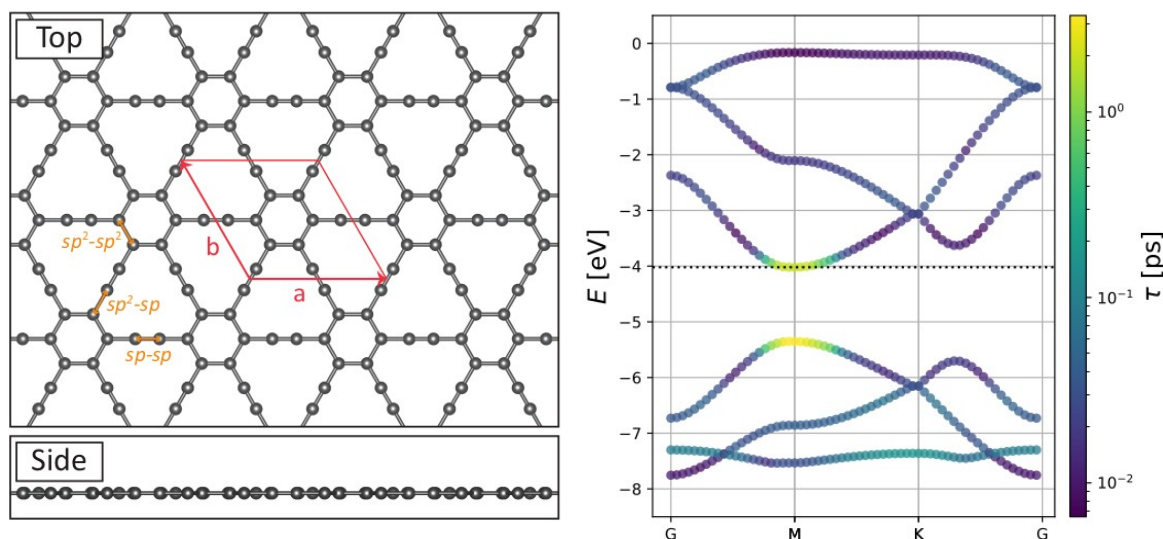 Top
sp²-sp²
b
a
sp²-sp
sp-sp
Side
E [eV]
0
−1
−2
−3
−4
−5
−6
−7
−8
G
M
K
G
10⁰
10⁻¹
10⁻²
τ [ps]